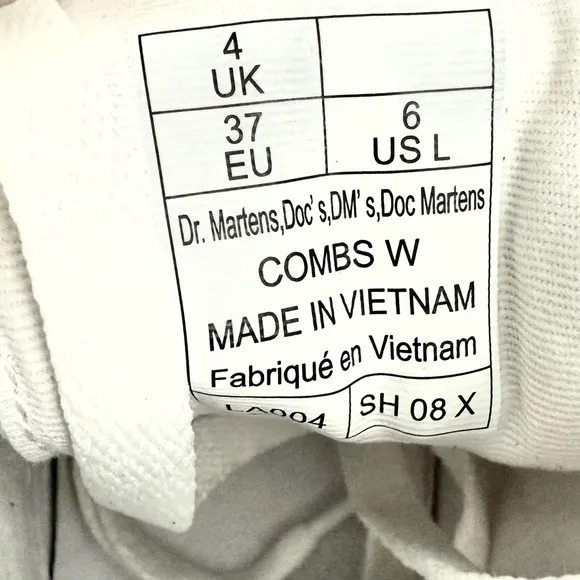 4
UK
37
EU
6
US L
Dr. Martens,Doc's,DM's,Doc Martens
COMBS W
MADE IN VIETNAM
Fabriqué en Vietnam
LA004
SH 08 X